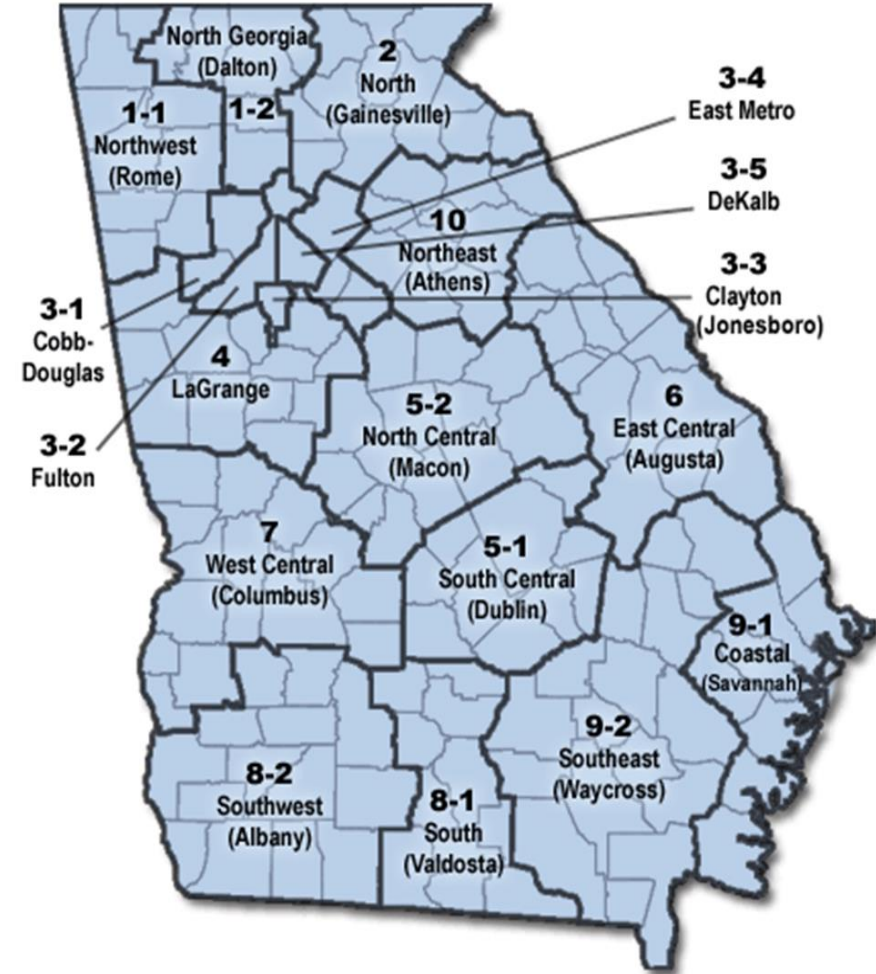 North Georgia
(Dalton)
2
North
(Gainesville)
3-4
East Metro
1-1
Northwest
(Rome)
1-2
3-5
DeKalb
10
Northeast
(Athens)
3-3
Clayton
(Jonesboro)
3-1
Cobb-
Douglas
4
LaGrange
3-2
Fulton
5-2
North Central
(Macon)
6
East Central
(Augusta)
7
West Central
(Columbus)
5-1
South Central
(Dublin)
9-1
Coastal
(Savannah)
9-2
Southeast
(Waycross)
8-2
Southwest
(Albany)
8-1
South
(Valdosta)